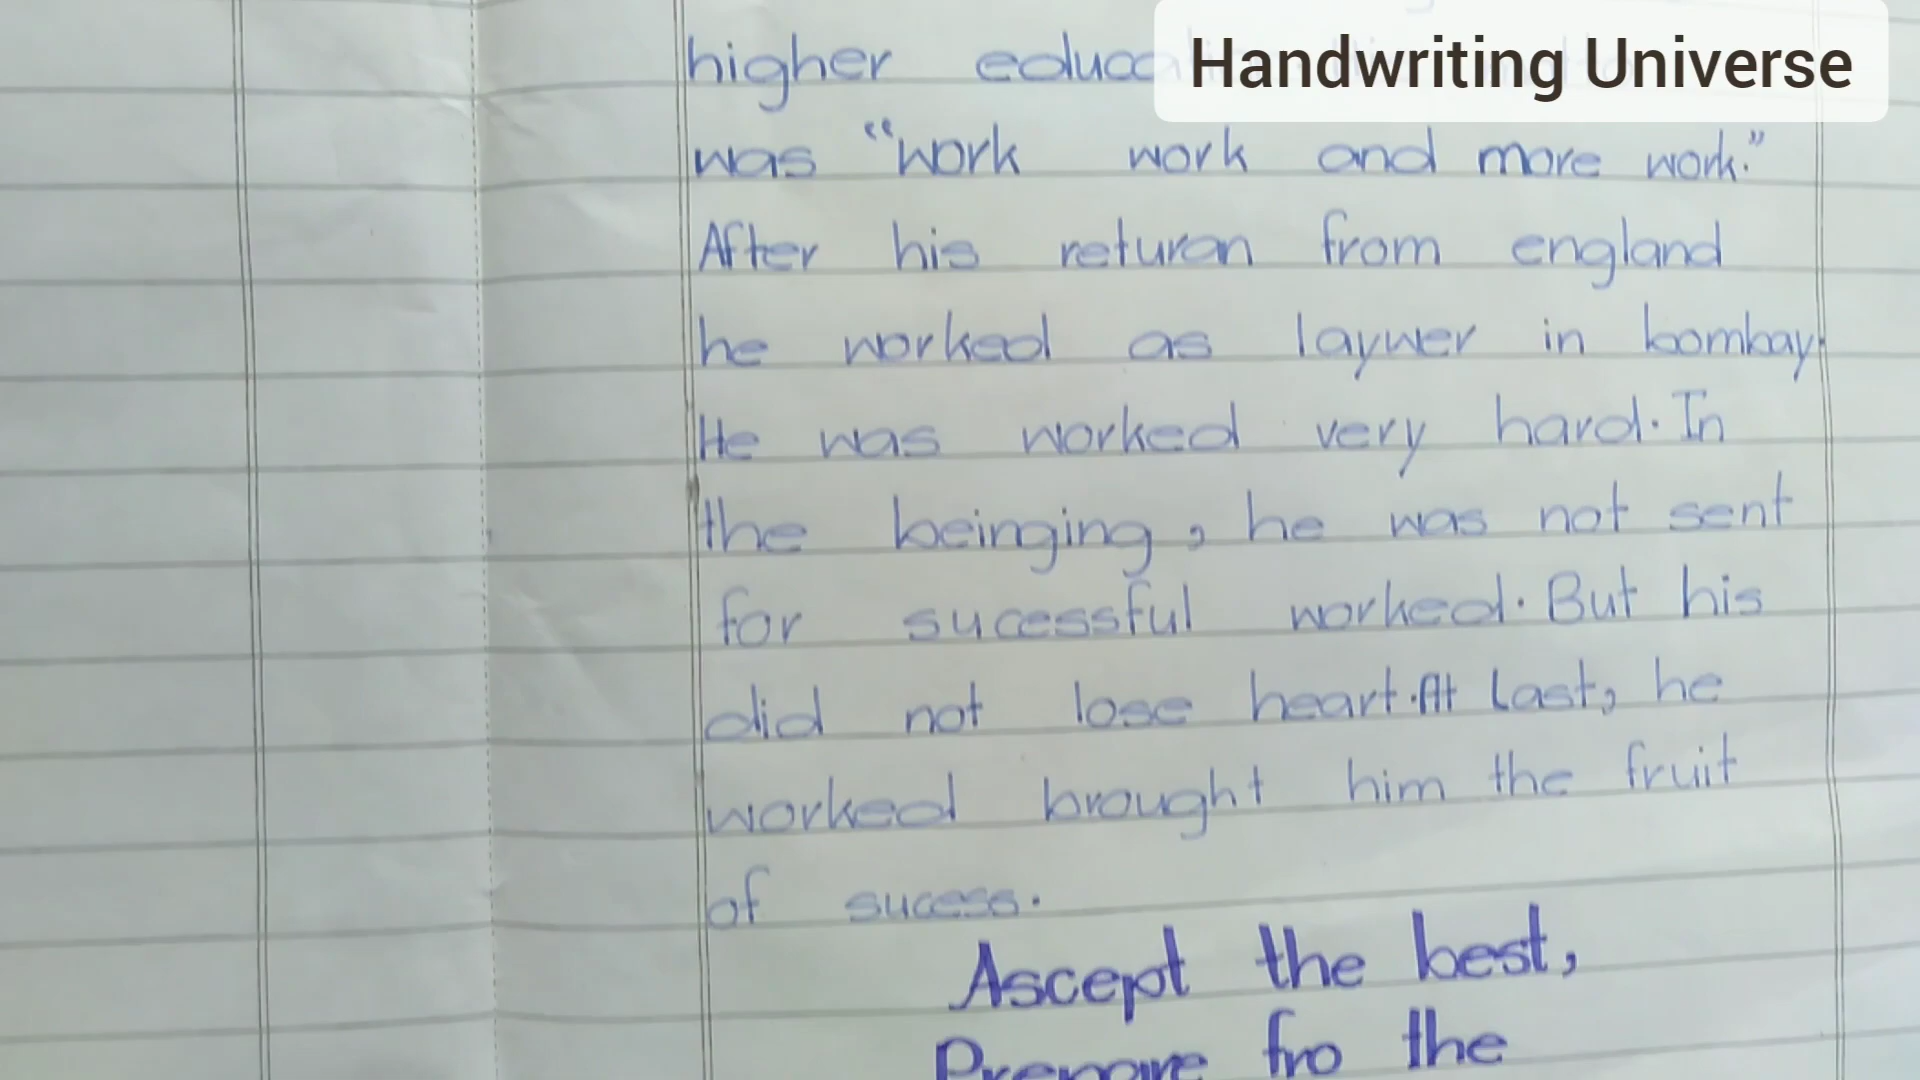 Handwriting Universe
higher
was "work work and more work."
After his returan from england
he worked as laywer in bombay.
He was worked very hard. In
the beinging, he was not sent
for sucessful worked. But his
did not lose heart. At Last, he
worked brought him the fruit
of sucess.
Ascept the best,
Prepare fro the